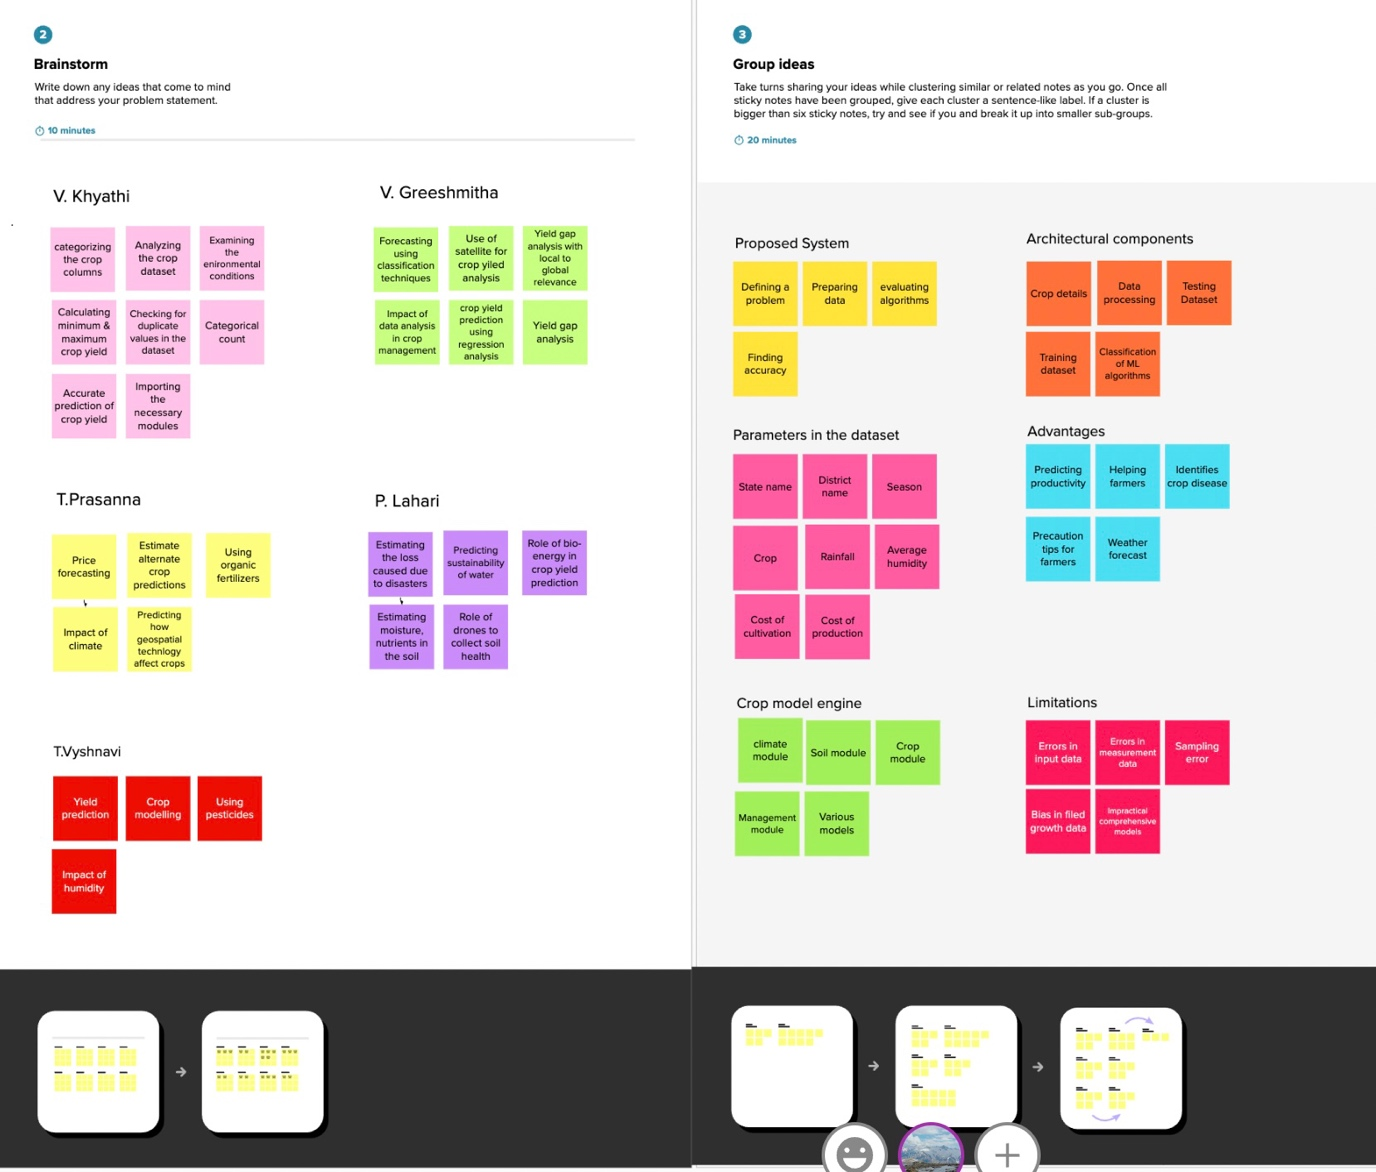 2
Brainstorm
Write down any ideas that come to mind
that address your problem statement.
10 minutes
V. Khyathi
categorizing
the crop
columns
Analyzing
the crop
dataset
Examining
the
enironmental
conditions
Calculating
minimum &
maximum
crop yield
Checking for
duplicate
values in the
dataset
Categorical
count
Accurate
prediction of
crop yield
Importing
the
necessary
modules
V. Greeshmitha
Forecasting
using
classification
techniques
Use of
satellite for
crop yiled
analysis
Yield gap
analysis with
local to
global
relevance
Impact of
data analysis
in crop
management
crop yield
prediction
using
regression
analysis
Yield gap
analysis
T.Prasanna
Price
forecasting
Estimate
alternate
crop
predictions
Using
organic
fertilizers
Impact of
climate
Predicting
how
geospatial
technlogy
affect crops
P. Lahari
Estimating
the loss
caused due
to disasters
Predicting
sustainability
of water
Role of bio-
energy in
crop yield
prediction
Estimating
moisture,
nutrients in
the soil
Role of
drones to
collect soil
health
T.Vyshnavi
Yield
prediction
Crop
modelling
Using
pesticides
Impact of
humidity
3
Group ideas
Take turns sharing your ideas while clustering similar or related notes as you go. Once all
sticky notes have been grouped, give each cluster a sentence-like label. If a cluster is
bigger than six sticky notes, try and see if you and break it up into smaller sub-groups.
20 minutes
Proposed System
Defining a
problem
Preparing
data
evaluating
algorithms
Finding
accuracy
Architectural components
Crop details
Data
processing
Testing
Dataset
Training
dataset
Classification
of ML
algorithms
Parameters in the dataset
State name
District
name
Season
Crop
Rainfall
Average
humidity
Cost of
cultivation
Cost of
production
Advantages
Predicting
productivity
Helping
farmers
Identifies
crop disease
Precaution
tips for
farmers
Weather
forecast
Crop model engine
climate
module
Soil module
Crop
module
Management
module
Various
models
Limitations
Errors in
input data
Errors in
measurement
data
Sampling
error
Bias in filed
growth data
Impractical
comprehensive
models